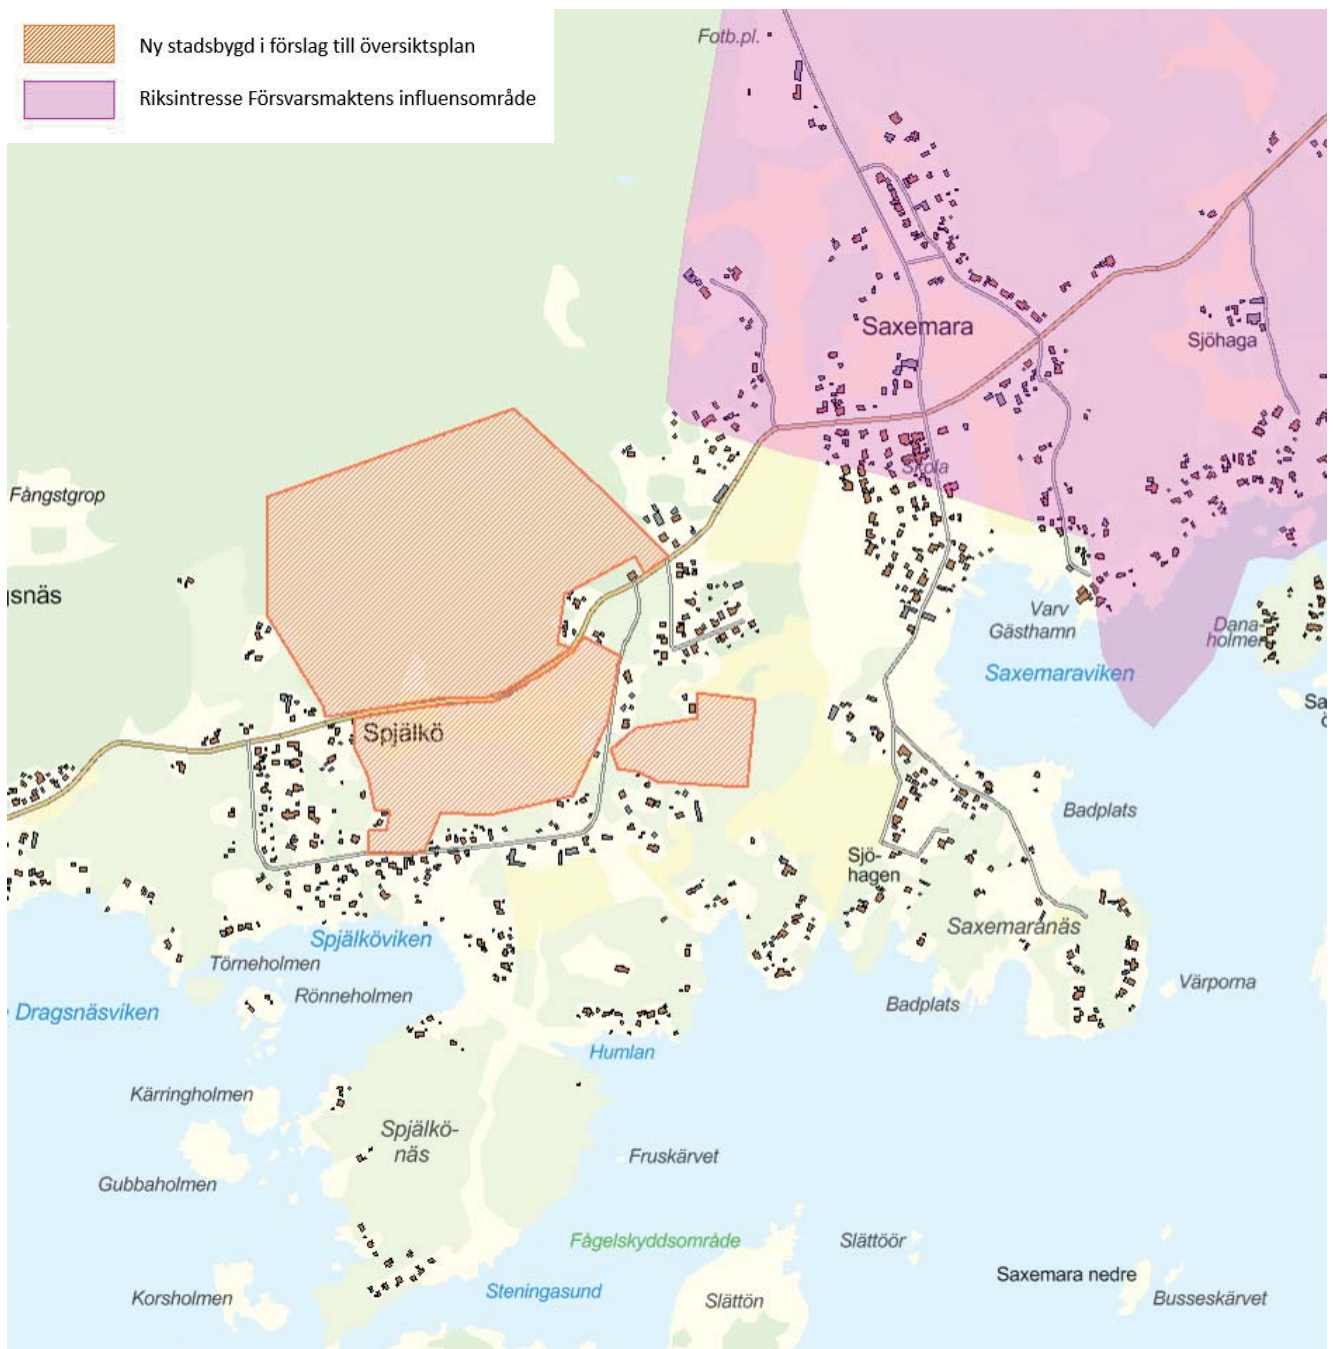 Ny stadsbygd i förslag till översiktsplan
Riksintresse Försvarsmaktens influensområde
Fotb.pl.
Saxemara
Sjöhaga
Skola
Fångstgrop
snäs
Varv
Gästhamn
Dana-
holmen
Saxemaraviken
Sa
Spjälkö
Badplats
Sjö-
hagen
Saxemaranäs
Spjälköviken
Törneholmen
Rönneholmen
Dragsnäsviken
Värporna
Badplats
Humlan
Kärringholmen
Spjälkö-
näs
Fruskärvet
Gubbaholmen
Fågelskyddsområde
Slättöör
Saxemara nedre
Steningasund
Korsholmen
Slättön
Busseskärvet